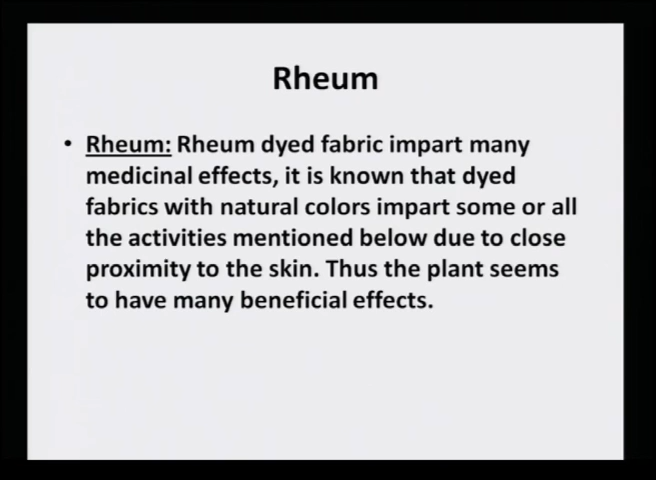 Rheum
• Rheum: Rheum dyed fabric impart many
medicinal effects, it is known that dyed
fabrics with natural colors impart some or all
the activities mentioned below due to close
proximity to the skin. Thus the plant seems
to have many beneficial effects.